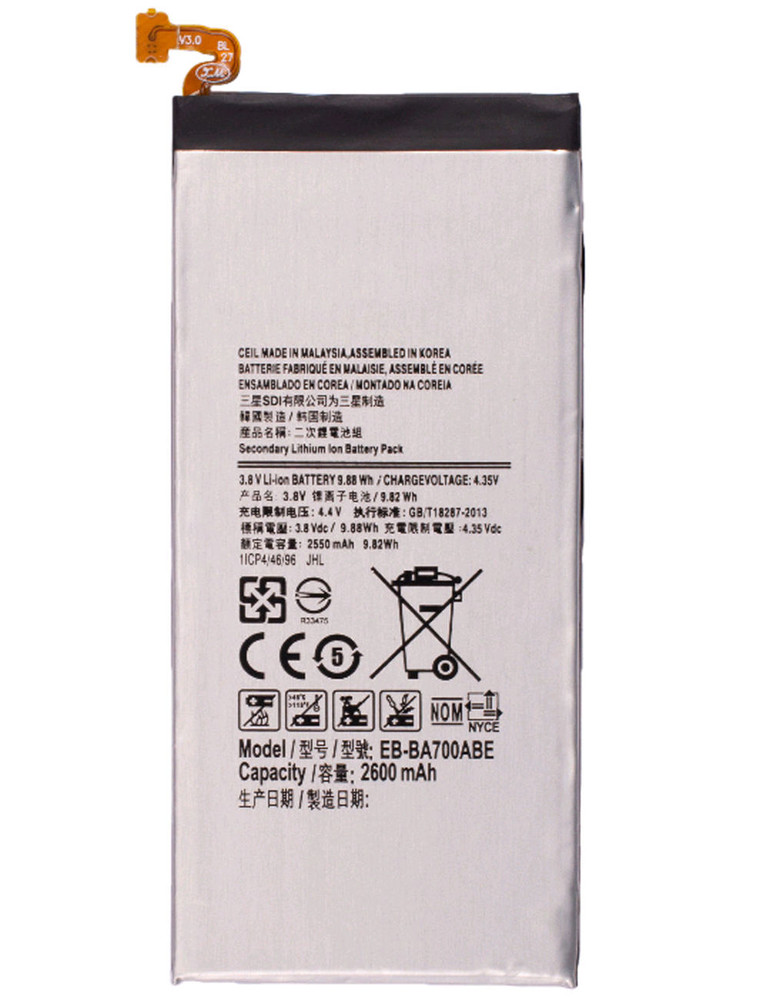 V3.0
BL
27
XM
CEIL MADE IN MALAYSIA,ASSEMBLED IN KOREA
BATTERIE FABRIQUÉ EN MALAISIE, ASSEMBLÉ EN CORÉE
ENSAMBLADO EN COREA / MONTADO NA COREIA
三星SDI有限公司为三星制造
韓國製造 / 韩国制造
產品名稱: 二次鋰電池組
Secondary Lithium Ion Battery Pack
3.8 V Li-ion BATTERY 9.88 Wh / CHARGEVOLTAGE: 4.35V
产品名: 3.8V 锂离子电池 / 9.82 Wh
充电限制电压: 4.4 V 执行标准: GB/T18287-2013
標稱電壓: 3.8 Vdc / 9.88Wh 充電限制電壓 :4.35 Vdc
額定電容量: 2550 mAh 9.82Wh
1ICP4/46/96 JHL
R33475
CE 5
NOM
NYCE
Model / 型号 / 型號: EB-BA700ABE
Capacity / 容量: 2600 mAh
生产日期 / 製造日期: